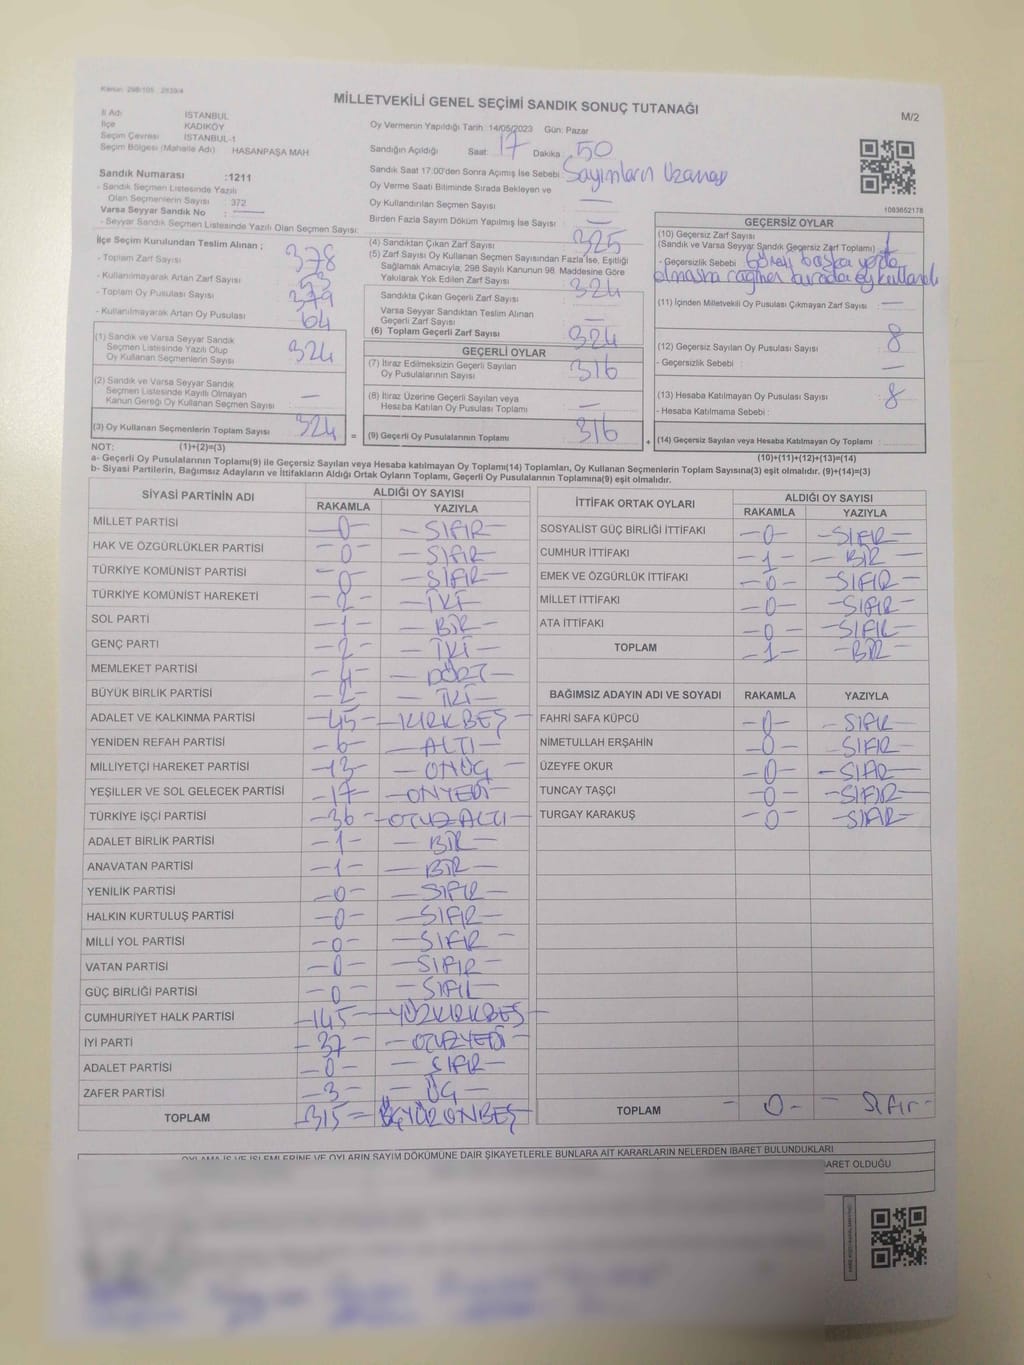 Kanun: 298/105 2839/4
MİLLETVEKİLİ GENEL SEÇİMİ SANDIK SONUÇ TUTANAĞI
M/2
İl Adı : İSTANBUL
İlçe : KADIKÖY
Seçim Çevresi : İSTANBUL-1
Seçim Bölgesi (Mahalle Adı) HASANPAŞA MAH
Sandık Numarası :1211
- Sandık Seçmen Listesinde Yazılı
Olan Seçmenlerin Sayısı : 372
Varsa Seyyar Sandık No :
- Seyyar Sandık Seçmen Listesinde Yazılı Olan Seçmen Sayısı:
Oy Vermenin Yapıldığı Tarih :14/05/2023 Gün: Pazar
Sandığın Açıldığı Saat: 17 Dakika: 50
Sandık Saat 17:00'den Sonra Açımış İse Sebebi: Sayımların Uzaması
Oy Verme Saati Bitiminde Sırada Bekleyen ve
Oy Kullandırılan Seçmen Sayısı : —
Birden Fazla Sayım Döküm Yapılmış İse Sayısı : —
1083652178
İlçe Seçim Kurulundan Teslim Alınan ;
- Toplam Zarf Sayısı : 378
- Kullanılmayarak Artan Zarf Sayısı : 53
- Toplam Oy Pusulası Sayısı : 379
- Kullanılmayarak Artan Oy Pusulası : 64
(1) Sandık ve Varsa Seyyar Sandık
Seçmen Listesinde Yazılı Olup
Oy Kullanan Seçmenlerin Sayısı : 324
(2) Sandık ve Varsa Seyyar Sandık
Seçmen Listesinde Kayıtlı Olmayan
Kanun Gereği Oy Kullanan Seçmen Sayısı : —
(3) Oy Kullanan Seçmenlerin Toplam Sayısı : 324
(4) Sandıktan Çıkan Zarf Sayısı : 325
(5) Zarf Sayısı Oy Kullanan Seçmen Sayısından Fazla İse, Eşitliği
Sağlamak Amacıyla, 298 Sayılı Kanunun 98. Maddesine Göre
Yakılarak Yok Edilen Zarf Sayısı : 324
Sandıkta Çıkan Geçerli Zarf Sayısı :
Varsa Seyyar Sandıktan Teslim Alınan
Geçerli Zarf Sayısı :
(6) Toplam Geçerli Zarf Sayısı : 324
GEÇERLİ OYLAR
(7) İtiraz Edilmeksizin Geçerli Sayılan
Oy Pusulalarının Sayısı : 316
(8) İtiraz Üzerine Geçerli Sayılan veya
Hesaba Katılan Oy Pusulası Toplamı : —
= (9) Geçerli Oy Pusulalarının Toplamı : 316 +
GEÇERSİZ OYLAR
(10) Geçersiz Zarf Sayısı
(Sandık ve Varsa Seyyar Sandık Geçersiz Zarf Toplamı) : 1
- Geçersizlik Sebebi : Görevi başka yerde
olmasına rağmen burada oy kullandı
(11) İçinden Milletvekili Oy Pusulası Çıkmayan Zarf Sayısı : —
(12) Geçersiz Sayılan Oy Pusulası Sayısı : 8
- Geçersizlik Sebebi : —
(13) Hesaba Katılmayan Oy Pusulası Sayısı : 8
- Hesaba Katılmama Sebebi :
(14) Geçersiz Sayılan veya Hesaba Katılmayan Oy Toplamı :
NOT: (1)+(2)=(3)
(10)+(11)+(12)+(13)=(14)
a- Geçerli Oy Pusulalarının Toplamı(9) ile Geçersiz Sayılan veya Hesaba katılmayan Oy Toplamı(14) Toplamları, Oy Kullanan Seçmenlerin Toplam Sayısına(3) eşit olmalıdır. (9)+(14)=(3)
b- Siyasi Partilerin, Bağımsız Adayların ve İttifakların Aldığı Ortak Oyların Toplamı, Geçerli Oy Pusulalarının Toplamına(9) eşit olmalıdır.
SİYASİ PARTİNİN ADI ALDIĞI OY SAYISI
RAKAMLA YAZIYLA
MİLLET PARTİSİ —0— —SIFIR
HAK VE ÖZGÜRLÜKLER PARTİSİ —0— —SIFIR
TÜRKİYE KOMÜNİST PARTİSİ —0— —SIFIR—
TÜRKİYE KOMÜNİST HAREKETİ —2— —İKİ—
SOL PARTİ —1— —BİR—
GENÇ PARTİ —2— —İKİ—
MEMLEKET PARTİSİ —4— —DÖRT—
BÜYÜK BİRLİK PARTİSİ —2— —İKİ—
ADALET VE KALKINMA PARTİSİ —45— —KIRKBEŞ—
YENİDEN REFAH PARTİSİ —6— —ALTI—
MİLLİYETÇİ HAREKET PARTİSİ —13— —ONÜÇ—
YEŞİLLER VE SOL GELECEK PARTİSİ —17— —ONYEDİ—
TÜRKİYE İŞÇİ PARTİSİ —36— —OTUZALTI—
ADALET BİRLİK PARTİSİ —1— —BİR—
ANAVATAN PARTİSİ —1— —BİR—
YENİLİK PARTİSİ —0— —SIFIR—
HALKIN KURTULUŞ PARTİSİ —0— —SIFIR—
MİLLİ YOL PARTİSİ —0— —SIFIR—
VATAN PARTİSİ —0— —SIFIR—
GÜÇ BİRLİĞİ PARTİSİ —0— —SIFIR—
CUMHURİYET HALK PARTİSİ —145— —YÜZKIRKBEŞ—
İYİ PARTİ —37— —OTUZYEDİ—
ADALET PARTİSİ —0— —SIFIR—
ZAFER PARTİSİ —3— —ÜÇ—
TOPLAM —315— ÜÇYÜZONBEŞ
İTTİFAK ORTAK OYLARI ALDIĞI OY SAYISI
RAKAMLA YAZIYLA
SOSYALİST GÜÇ BİRLİĞİ İTTİFAKI —0— —SIFIR—
CUMHUR İTTİFAKI —1— —BİR—
EMEK VE ÖZGÜRLÜK İTTİFAKI —0— —SIFIR—
MİLLET İTTİFAKI —0— —SIFIR—
ATA İTTİFAKI —0— —SIFIR—
TOPLAM —1— —BİR—
BAĞIMSIZ ADAYIN ADI VE SOYADI RAKAMLA YAZIYLA
FAHRİ SAFA KÜPCÜ —0— —SIFIR—
NİMETULLAH ERŞAHİN —0— —SIFIR—
ÜZEYFE OKUR —0— —SIFIR—
TUNCAY TAŞÇI —0— —SIFIR—
TURGAY KARAKUŞ —0— —SIFIR—
TOPLAM —0— —SIFIR—
OYLAMA İŞ VE İŞLEMLERİNE VE OYLARIN SAYIM DÖKÜMÜNE DAİR ŞİKAYETLERLE BUNLARA AİT KARARLARIN NELERDEN İBARET BULUNDUKLARI
BARET OLDUĞU